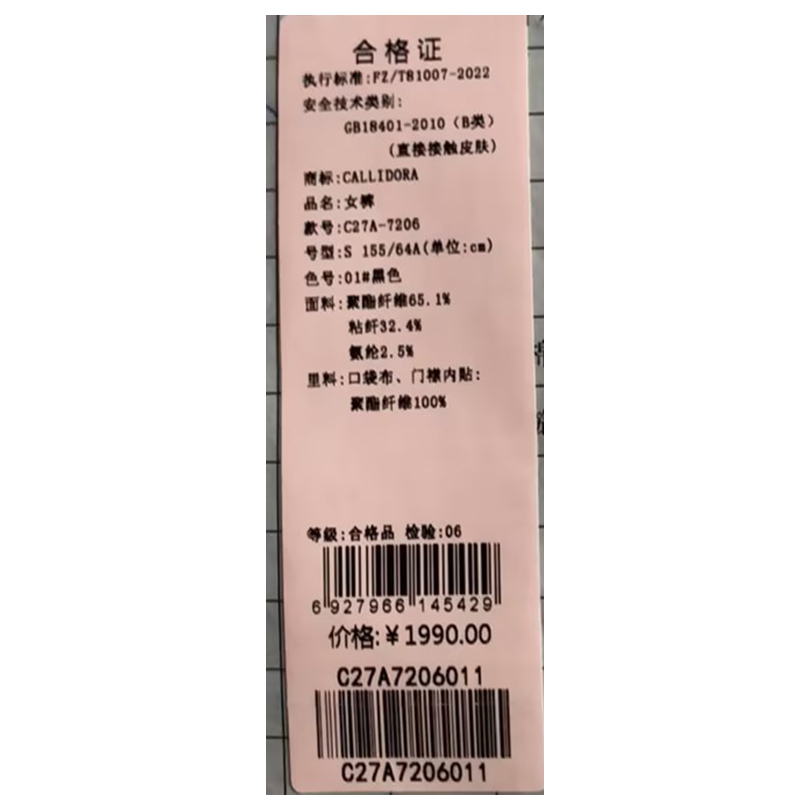 合格证
执行标准:FZ/T81007-2022
安全技术类别:
GB18401-2010（B类）
（直接接触皮肤）
商标:CALLIDORA
品名:女裤
款号:C27A-7206
号型:S 155/64A(单位:cm)
色号:01#黑色
面料:聚酯纤维65.1%
粘纤32.4%
氨纶2.5%
里料:口袋布、门襟内贴:
聚酯纤维100%
等级:合格品 检验:06
6 927966 145429
价格:￥1990.00
C27A7206011
C27A7206011